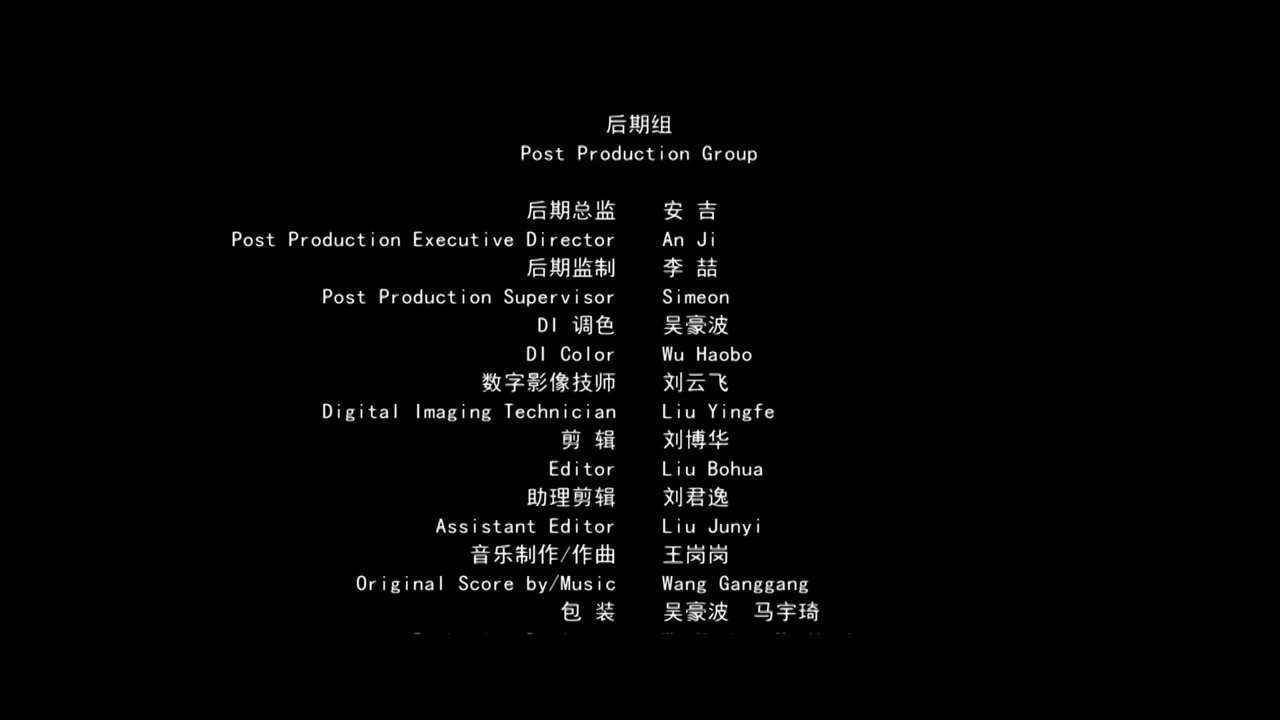 后期组
Post Production Group
后期总监 安 吉
Post Production Executive Director An Ji
后期监制 李 喆
Post Production Supervisor Simeon
DI 调色 吴豪波
DI Color Wu Haobo
数字影像技师 刘云飞
Digital Imaging Technician Liu Yingfe
剪 辑 刘博华
Editor Liu Bohua
助理剪辑 刘君逸
Assistant Editor Liu Junyi
音乐制作/作曲 王岗岗
Original Score by/Music Wang Ganggang
包 装 吴豪波 马宇琦